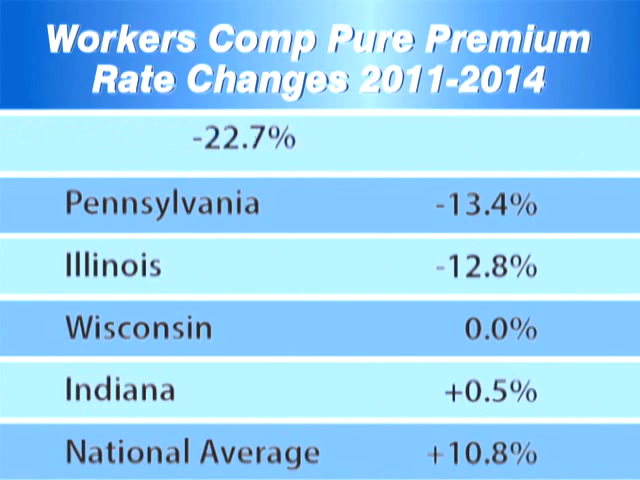 Workers Comp Pure Premium
Rate Changes 2011-2014
-22.7%
Pennsylvania -13.4%
Illinois -12.8%
Wisconsin 0.0%
Indiana +0.5%
National Average +10.8%